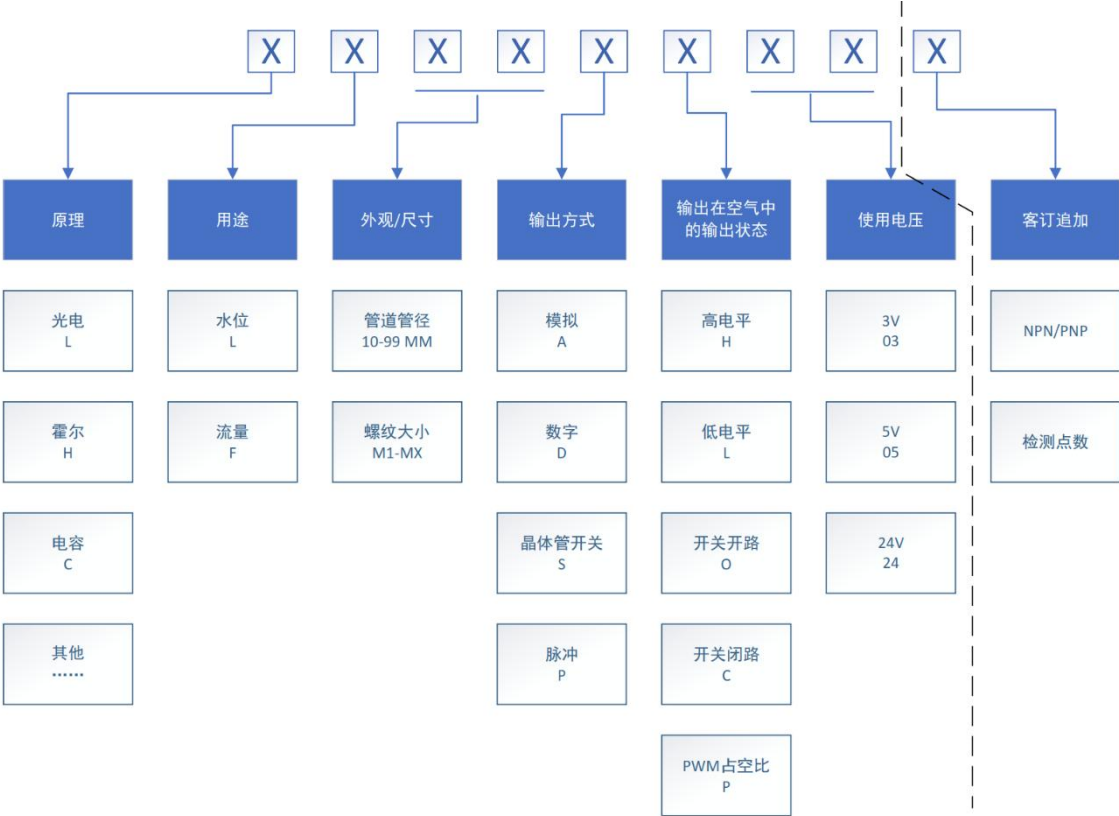 X X X X X X X X X
原理
用途
外观/尺寸
输出方式
输出在空气中
的输出状态
使用电压
客订追加
光电
L
水位
L
管道管径
10-99 MM
模拟
A
高电平
H
3V
03
NPN/PNP
霍尔
H
流量
F
螺纹大小
M1-MX
数字
D
低电平
L
5V
05
检测点数
电容
C
晶体管开关
S
开关开路
O
24V
24
其他
······
脉冲
P
开关闭路
C
PWM占空比
P